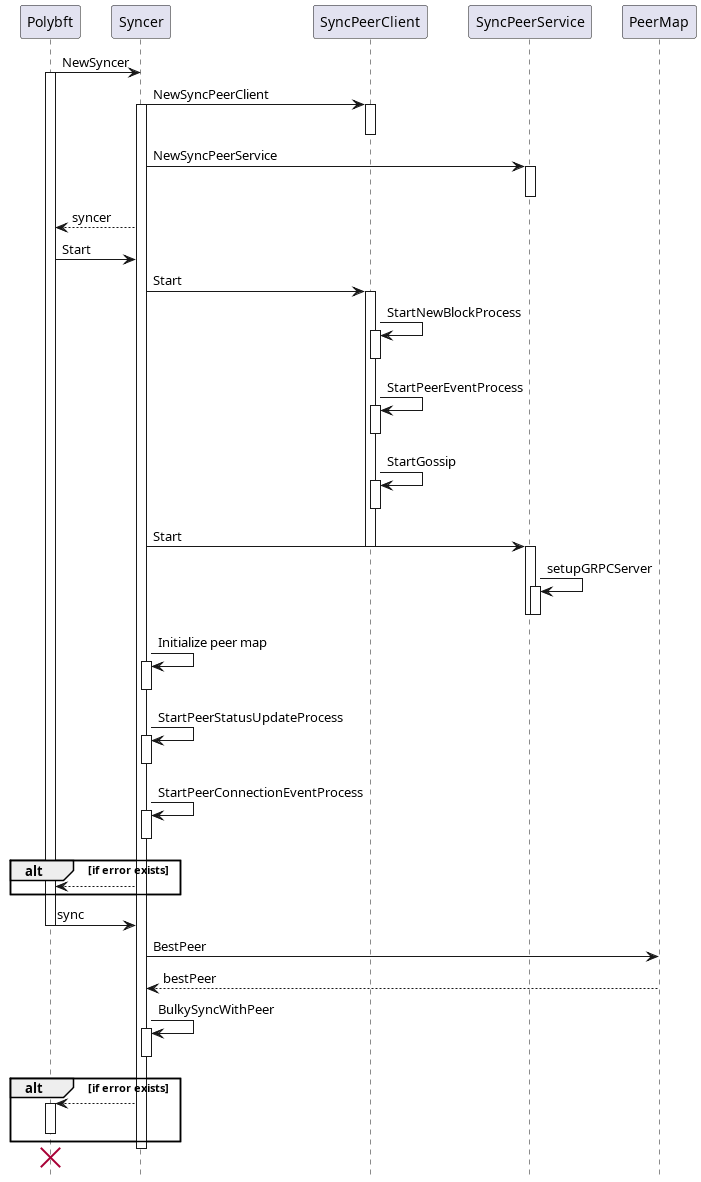 Polybft
Syncer
SyncPeerClient
SyncPeerService
PeerMap
NewSyncer
NewSyncPeerClient
NewSyncPeerService
syncer
Start
Start
StartNewBlockProcess
StartPeerEventProcess
StartGossip
Start
setupGRPCServer
Initialize peer map
StartPeerStatusUpdateProcess
StartPeerConnectionEventProcess
alt [if error exists]
sync
BestPeer
bestPeer
BulkySyncWithPeer
alt [if error exists]